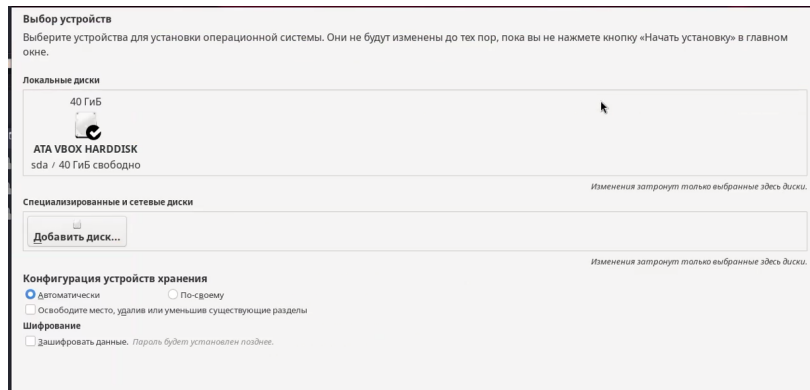 Выбор устройств
Выберите устройства для установки операционной системы. Они не будут изменены до тех пор, пока вы не нажмете кнопку «Начать установку» в главном
окне.
Локальные диски
40 ГиБ
ATA VBOX HARDDISK
sda / 40 ГиБ свободно
Изменения затронут только выбранные здесь диски.
Специализированные и сетевые диски
Добавить диск...
Изменения затронут только выбранные здесь диски.
Конфигурация устройств хранения
Автоматически По-своему
Освободите место, удалив или уменьшив существующие разделы
Шифрование
Зашифровать данные. Пароль будет установлен позднее.